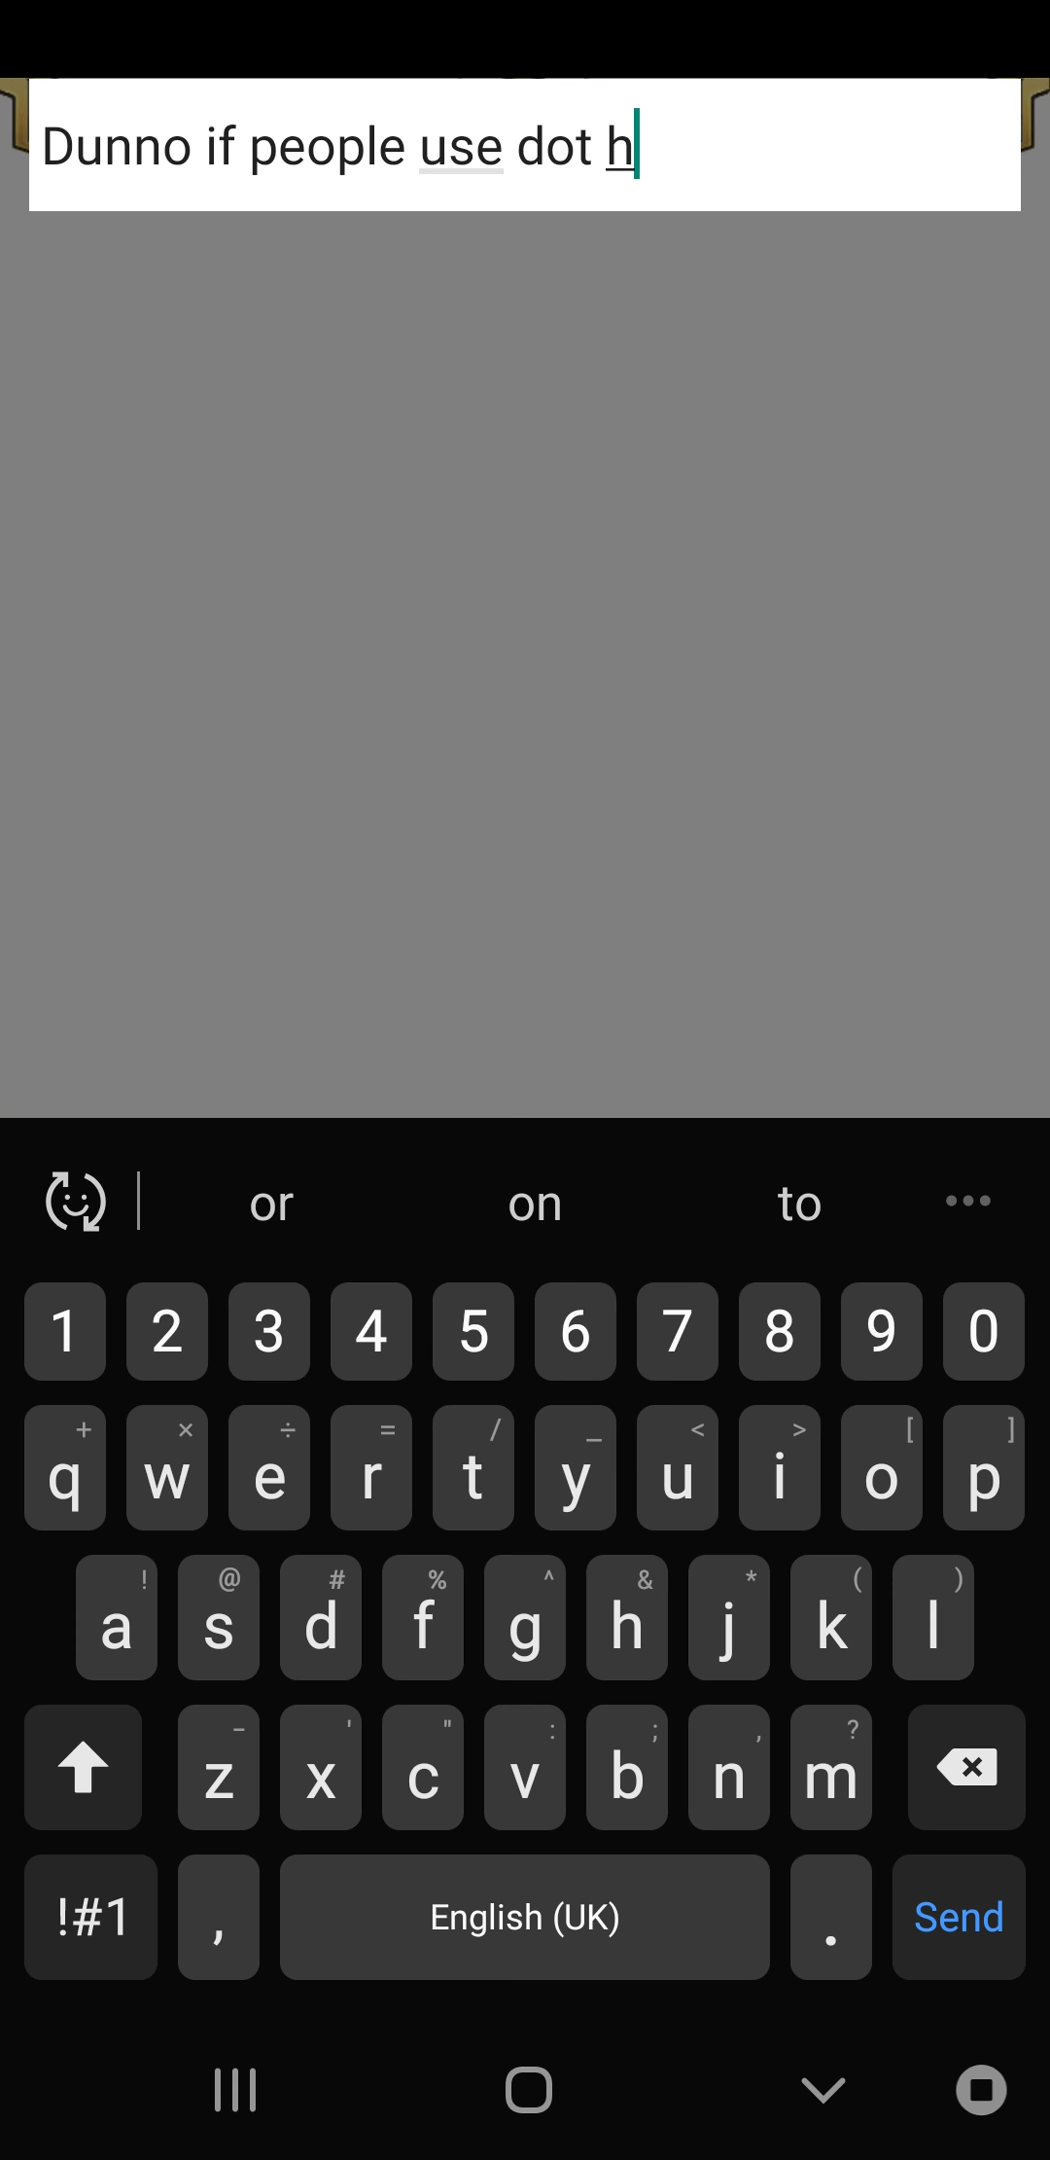 Dunno if people use dot h
or on to •••
1 2 3 4 5 6 7 8 9 0
+ × ÷ = / _ < > [ ]
q w e r t y u i o p
! @ # % ^ & * ( )
a s d f g h j k l
- ' " : ; , ?
z x c v b n m
!#1 , English (UK) . Send